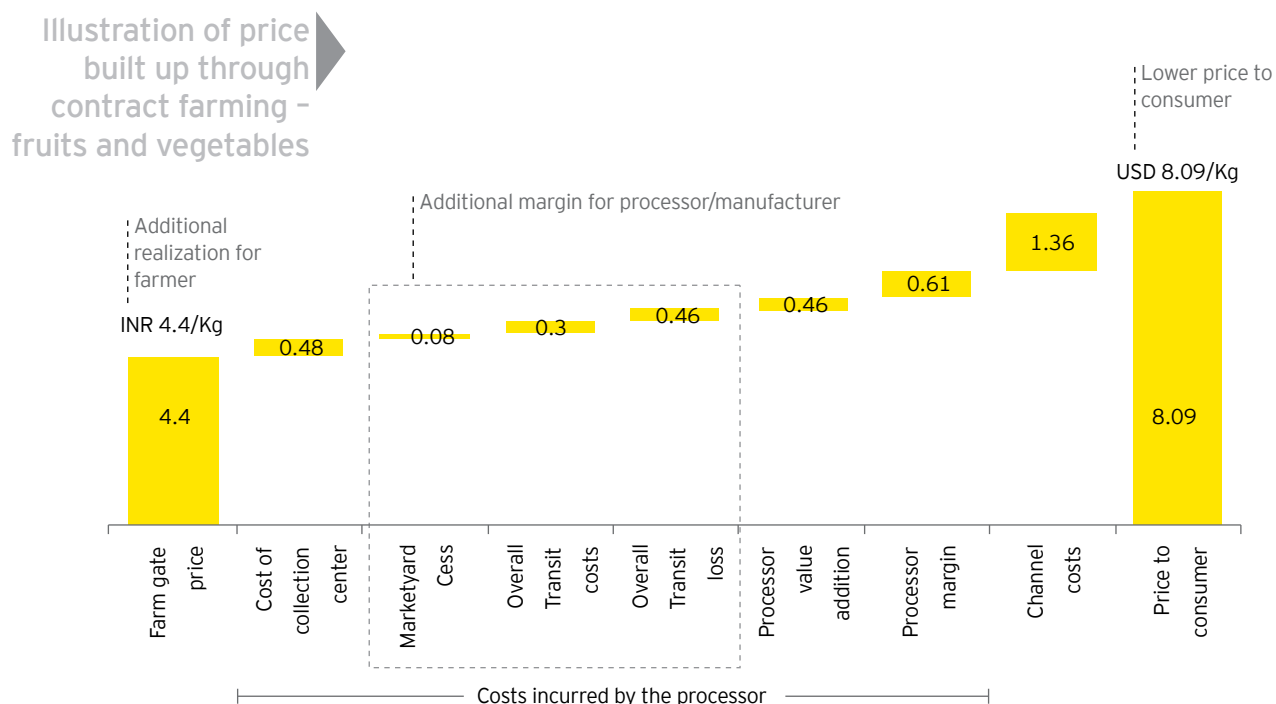 Illustration of price
built up through
contract farming –
fruits and vegetables
Lower price to
consumer
USD 8.09/Kg
Additional margin for processor/manufacturer
Additional
realization for
farmer
INR 4.4/Kg
4.4
0.48
0.08
0.3
0.46
0.46
0.61
1.36
8.09
Farm gate
price
Cost of
collection
center
Marketyard
Cess
Overall
Transit
costs
Overall
Transit
loss
Processor
value
addition
Processor
margin
Channel
costs
Price to
consumer
Costs incurred by the processor